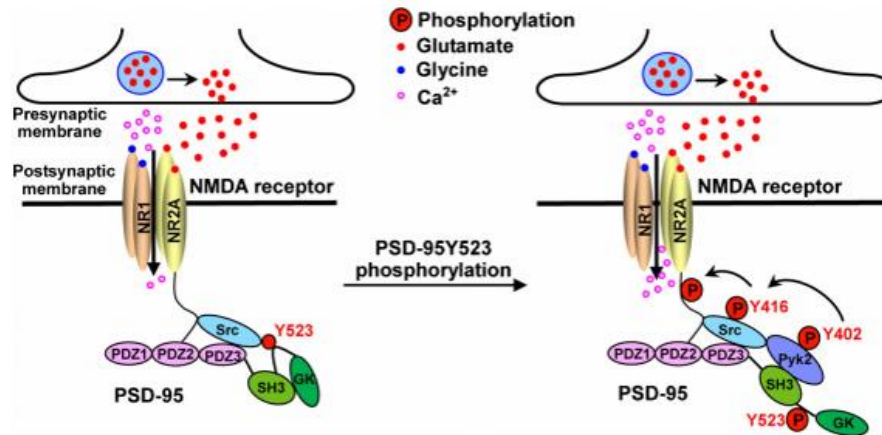 P Phosphorylation
Glutamate
Glycine
Ca2+
Presynaptic
membrane
Postsynaptic
membrane
NMDA receptor
NR1
NR2A
Src
Y523
PDZ1
PDZ2
PDZ3
SH3
GK
PSD-95
PSD-95Y523
phosphorylation
NMDA receptor
NR1
NR2A
P
P
Y416
P
Y402
Src
Pyk2
PDZ1
PDZ2
PDZ3
SH3
PSD-95
Y523
P
GK